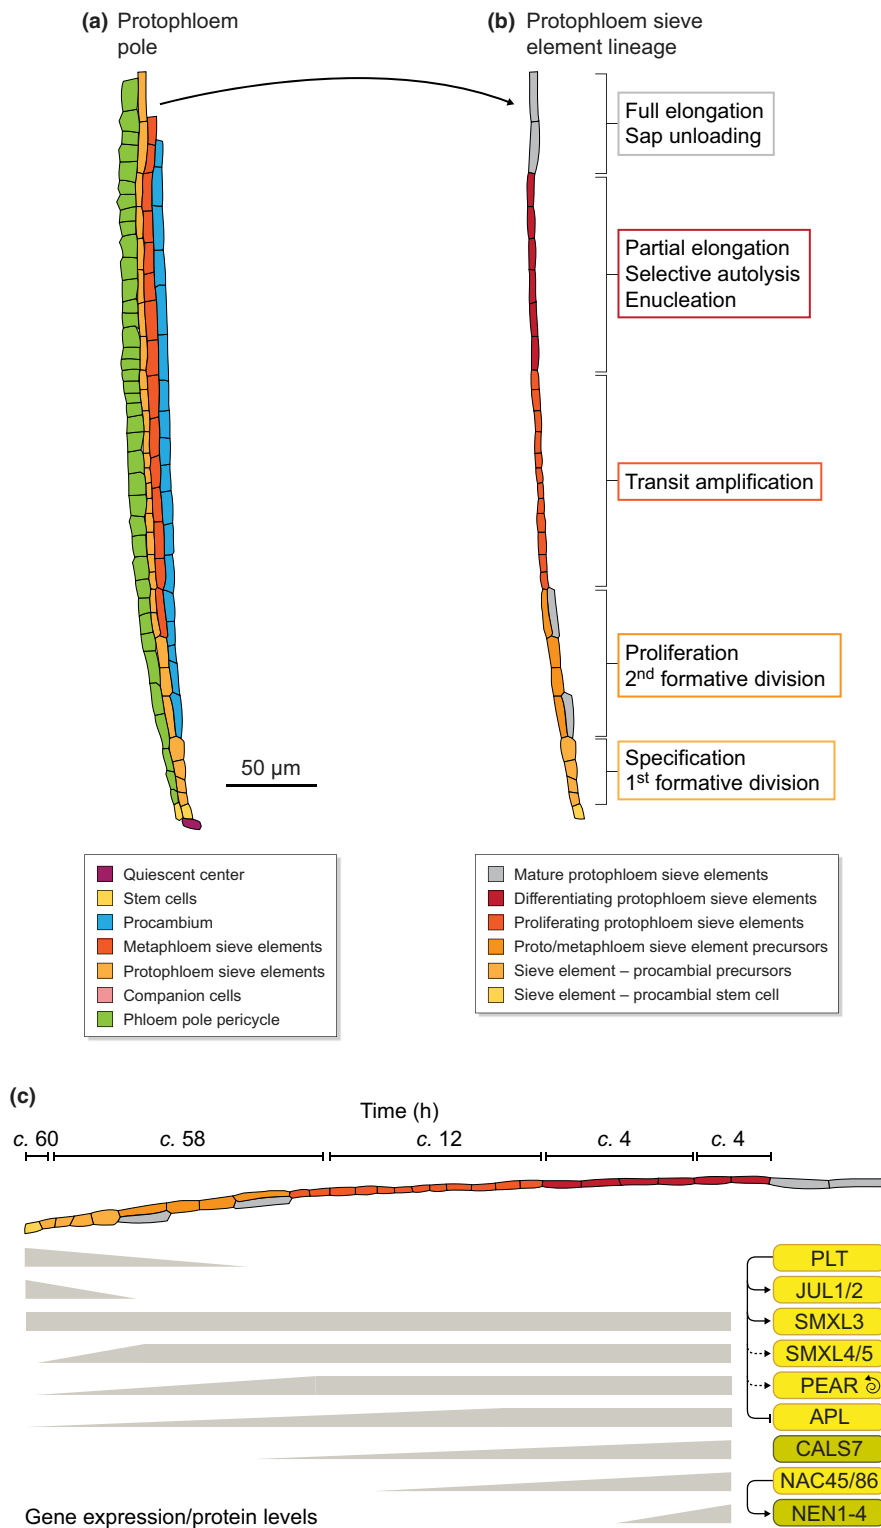 (a) Protophloem
pole
(b) Protophloem sieve
element lineage
Full elongation
Sap unloading
Partial elongation
Selective autolysis
Enucleation
Transit amplification
Proliferation
2nd formative division
Specification
1st formative division
50 µm
Quiescent center
Stem cells
Procambium
Metaphloem sieve elements
Protophloem sieve elements
Companion cells
Phloem pole pericycle
Mature protophloem sieve elements
Differentiating protophloem sieve elements
Proliferating protophloem sieve elements
Proto/metaphloem sieve element precursors
Sieve element – procambial precursors
Sieve element – procambial stem cell
(c)
Time (h)
c. 60 c. 58 c. 12 c. 4 c. 4
PLT
JUL1/2
SMXL3
SMXL4/5
PEAR
APL
CALS7
NAC45/86
NEN1-4
Gene expression/protein levels